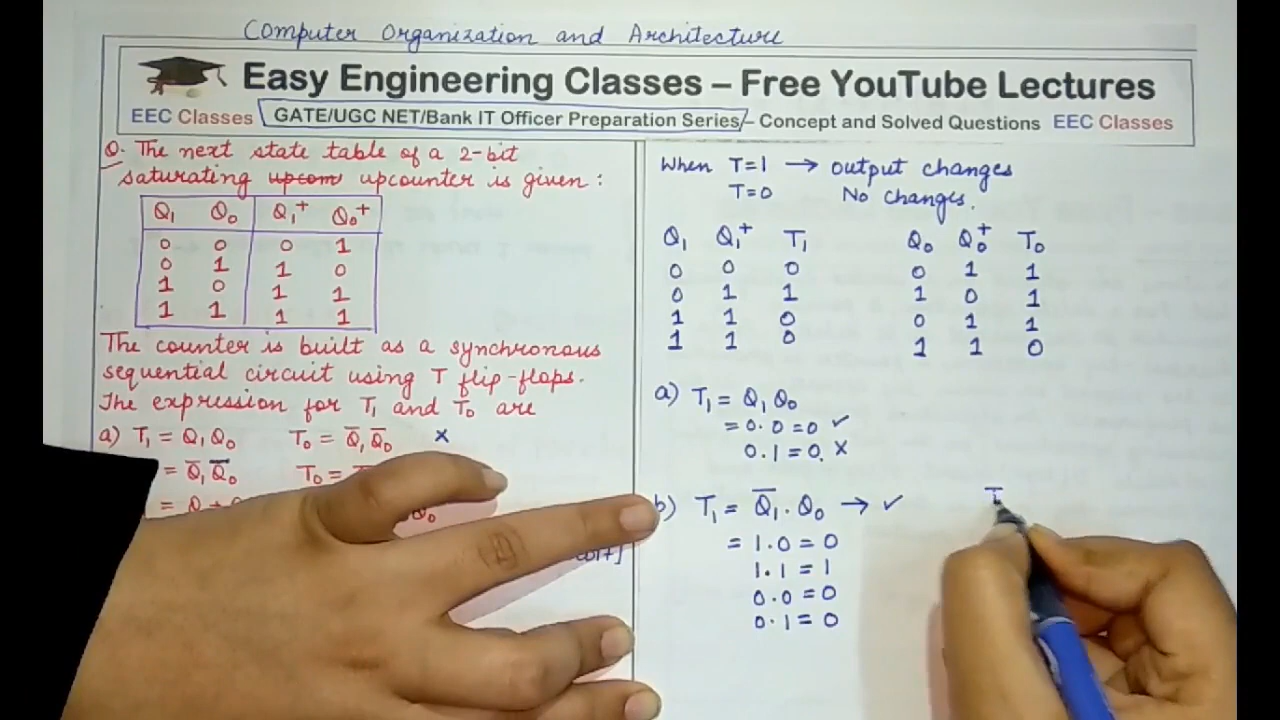 Computer Organization and Architecture
Easy Engineering Classes – Free YouTube Lectures
EEC Classes GATE/UGC NET/Bank IT Officer Preparation Series – Concept and Solved Questions EEC Classes
Q. The next state table of a 2-bit
saturating upcounter is given :
Q₁ Q₀ Q₁⁺ Q₀⁺
0 0 0 1
0 1 1 0
1 0 1 1
1 1 1 1
The counter is built as a synchronous
sequential circuit using T flip-flops.
The expression for T₁ and T₀ are
a) T₁ = Q₁Q₀ T₀ = Q̅₁Q̅₀ ×
= Q̅₁Q̅₀ T₀ =
When T=1 → output changes
T=0 No changes.
Q₁ Q₁⁺ T₁
0 0 0
0 1 1
1 1 0
1 1 0
Q₀ Q₀⁺ T₀
0 1 1
1 0 1
0 1 1
1 1 0
a) T₁ = Q₁Q₀
= 0.0 = 0 ✓
0.1 = 0. ×
b) T₁ = Q̅₁.Q₀ → ✓
= 1.0 = 0
1.1 = 1
0.0 = 0
0.1 = 0
T